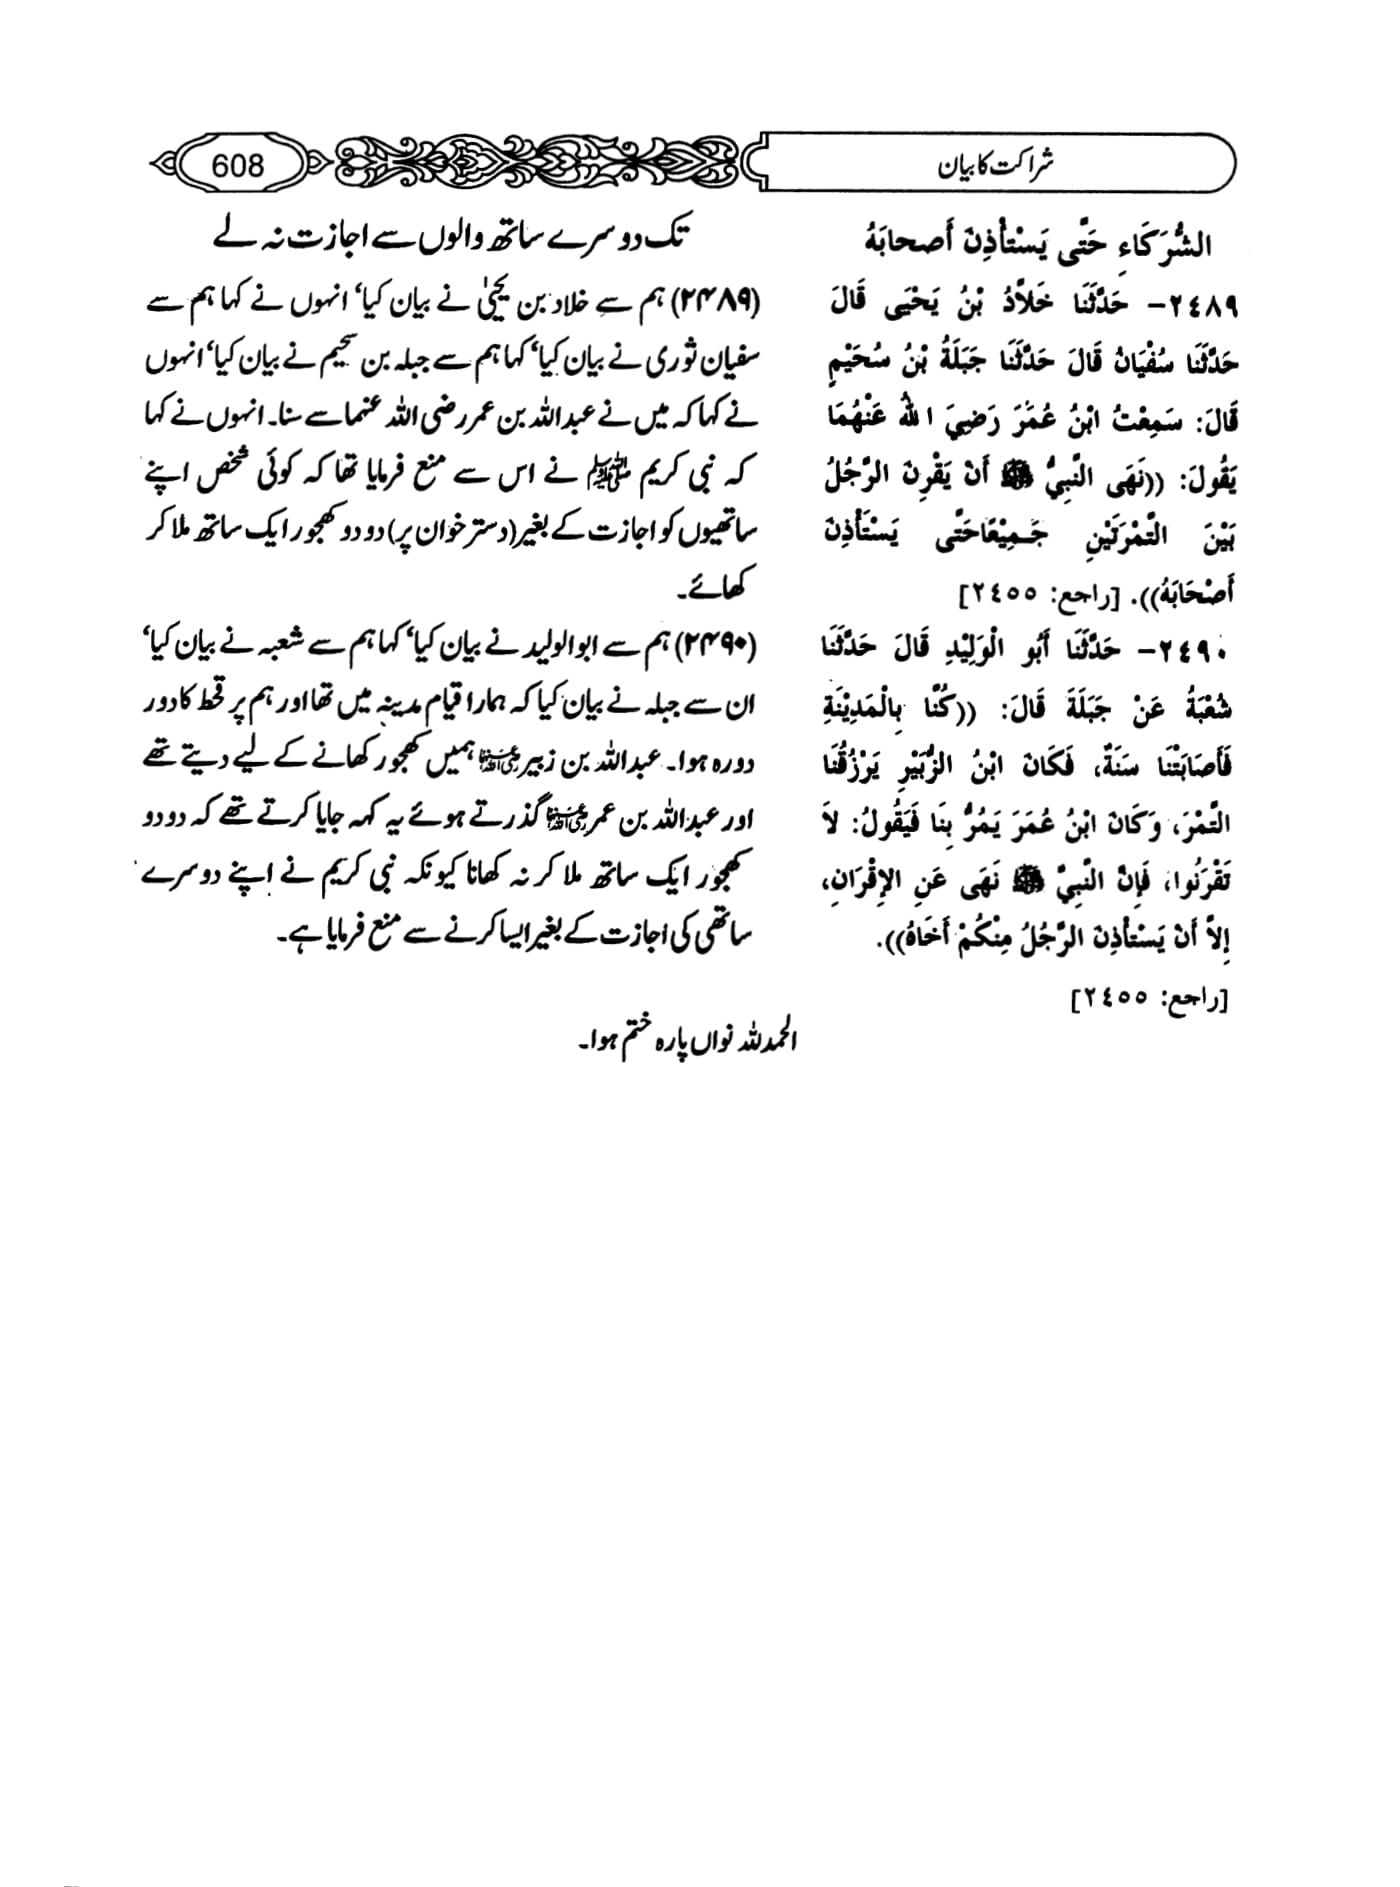 608
شراکت کا بیان
الشُّرَكَاءِ حَتَّى يَسْتَأْذِنَ أَصحابَهُ
٢٤٨٩- حَدَّثَنَا خَلاَّدُ بْنُ يَحْيَى قَالَ
حَدَّثَنَا سُفْيَانُ قَالَ حَدَّثَنَا جَبَلَةُ بْنُ سُحَيْمٍ
قَالَ: سَمِعْتُ ابْنُ عُمَرَ رَضِيَ اللهُ عَنْهُمَا
يَقُولَ: ((نَهَى النَّبِيُّ ﷺ أَنْ يَقْرِنَ الرَّجُلُ
بَيْنَ التَّمْرَتَيْنِ جَمِيْعًاحَتَّى يَسْتَأْذِنَ
أَصْحَابَهُ)). [راجع: ٢٤٥٥]
٢٤٩٠- حَدَّثَنَا أَبُو الْوَلِيْدِ قَالَ حَدَّثَنَا
شُعْبَةُ عَنْ جَبَلَةَ قَالَ: ((كُنَّا بِالْمَدِيْنَةِ
فَأَصَابَتْنَا سَنَةٌ، فَكَانَ ابْنُ الزُّبَيْرِ يَرْزُقُنَا
التَّمْرَ، وَكَانَ ابْنُ عُمَرَ يَمُرُّ بِنَا فَيَقُولُ: لاَ
تَقْرُنُوا، فَإِنَّ النَّبِيَّ ﷺ نَهَى عَنِ الإِقْرَانِ،
إِلاَّ أَنْ يَسْتَأْذِنَ الرَّجُلُ مِنْكُمْ أَخَاهُ)).
[راجع: ٢٤٥٥]
تک دوسرے ساتھ والوں سے اجازت نہ لے
(۲۴۸۹) ہم سے خلاد بن یحییٰ نے بیان کیا‘ انہوں نے کہا ہم سے
سفیان ثوری نے بیان کیا‘ کہا ہم سے جبلہ بن سحیم نے بیان کیا‘ انہوں
نے کہا کہ میں نے عبداللہ بن عمر رضی اللہ عنہما سے سنا۔ انہوں نے کہا
کہ نبی کریم ﷺ نے اس سے منع فرمایا تھا کہ کوئی شخص اپنے
ساتھیوں کو اجازت کے بغیر (دسترخوان پر) دو دو کھجور ایک ساتھ ملا کر
کھائے۔
(۲۴۹۰) ہم سے ابوالولید نے بیان کیا‘ کہا ہم سے شعبہ نے بیان کیا‘
ان سے جبلہ نے بیان کیا کہ ہمارا قیام مدینہ میں تھا اور ہم پر قحط کا دور
دورہ ہوا۔ عبداللہ بن زبیر رضی اللہ عنہما ہمیں کھجور کھانے کے لیے دیتے تھے
اور عبداللہ بن عمر رضی اللہ عنہما گذرتے ہوئے یہ کہہ جایا کرتے تھے کہ دو دو
کھجور ایک ساتھ ملا کر نہ کھانا کیونکہ نبی کریم نے اپنے دوسرے
ساتھی کی اجازت کے بغیر ایسا کرنے سے منع فرمایا ہے۔
الحمد للہ نواں پارہ ختم ہوا۔